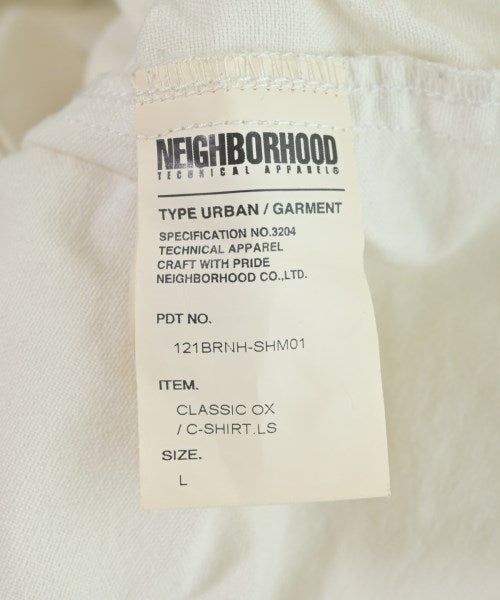 NEIGHBORHOOD
TECHNICAL APPAREL®
TYPE URBAN / GARMENT
SPECIFICATION NO.3204
TECHNICAL APPAREL
CRAFT WITH PRIDE
NEIGHBORHOOD CO.,LTD.
PDT NO.
121BRNH-SHM01
ITEM.
CLASSIC OX
/ C-SHIRT.LS
SIZE.
L